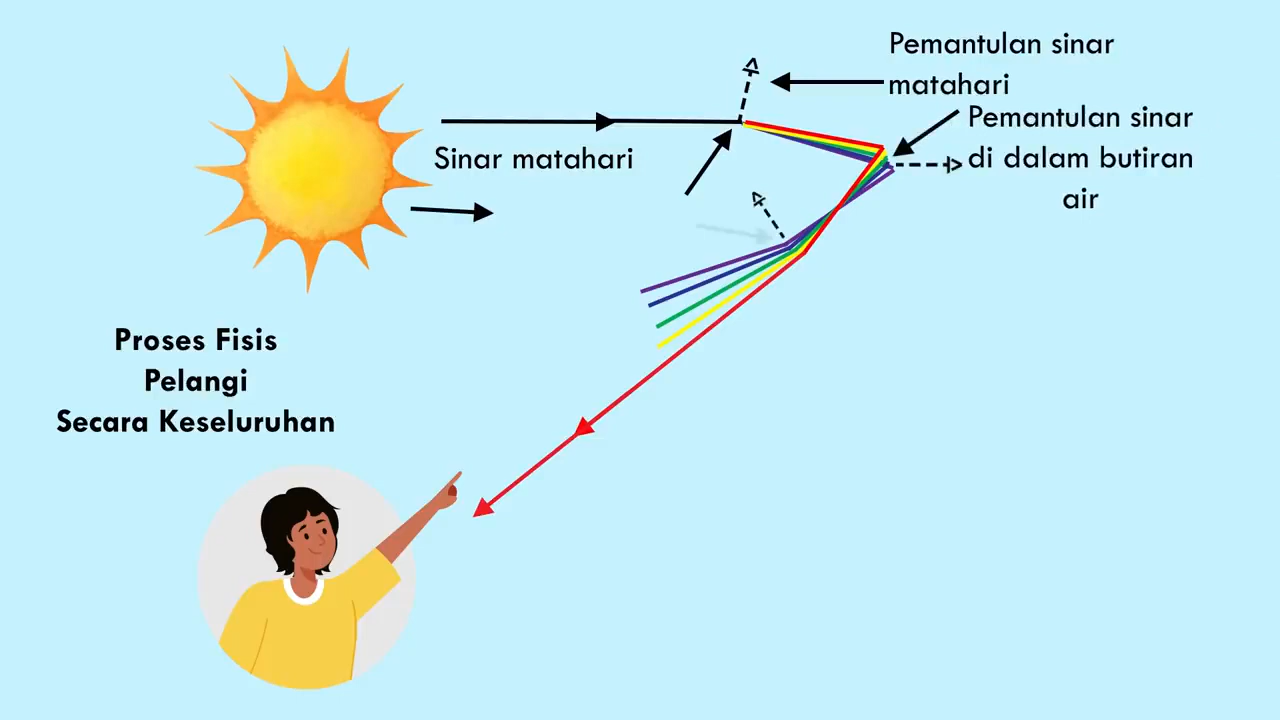 Pemantulan sinar
matahari
Pemantulan sinar
di dalam butiran
air
Sinar matahari
Proses Fisis
Pelangi
Secara Keseluruhan